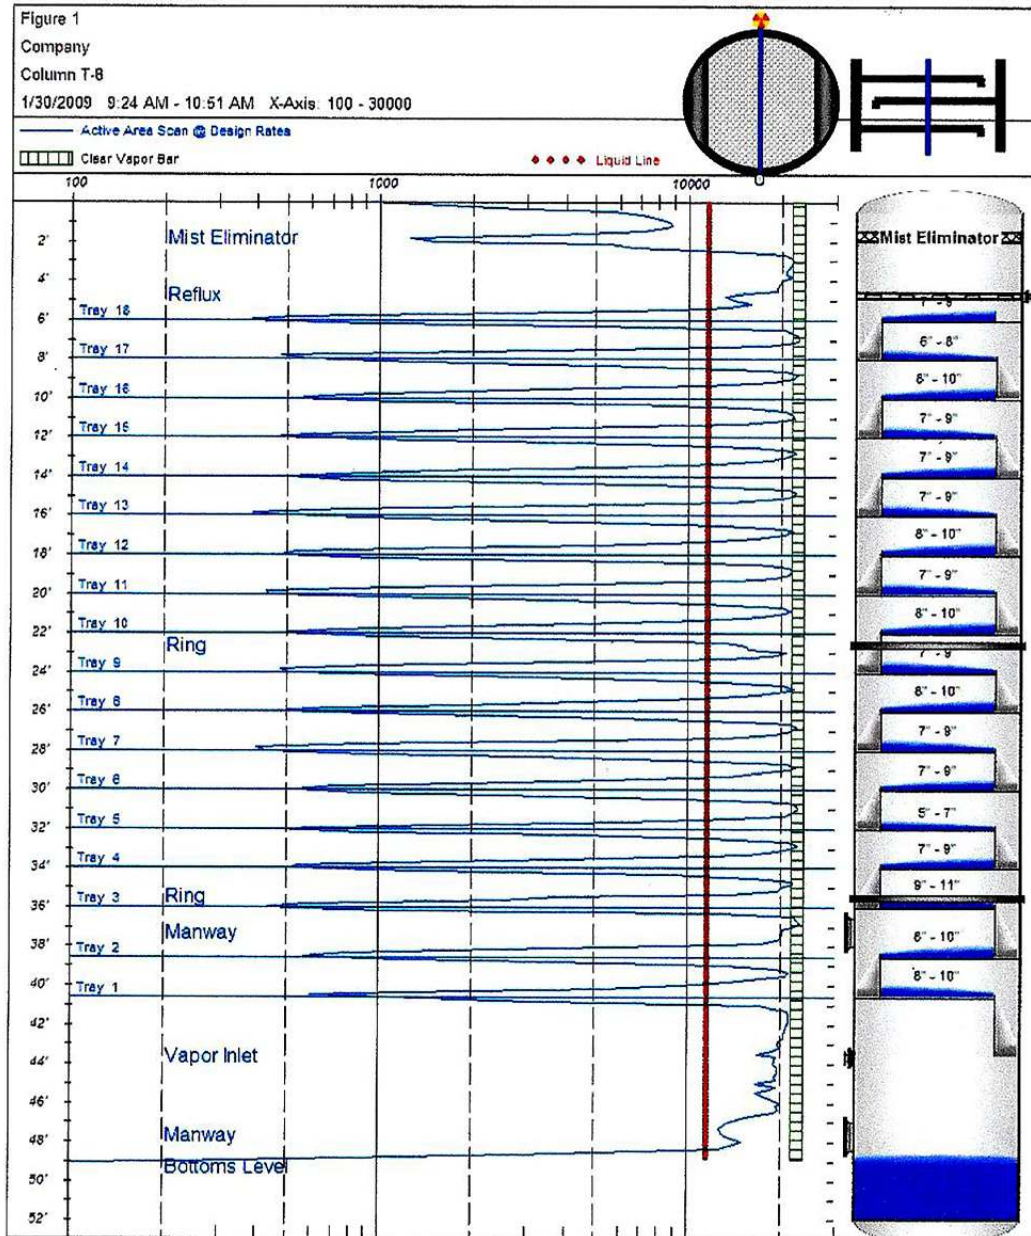 Figure 1
Company
Column T-8
1/30/2009 9:24 AM - 10:51 AM X-Axis: 100 - 30000
Active Area Scan @ Design Rates
Clear Vapor Bar
Liquid Line
100 1000 10000
2'
4'
6'
8'
10'
12'
14'
16'
18'
20'
22'
24'
26'
28'
30'
32'
34'
36'
38'
40'
42'
44'
46'
48'
50'
52'
Mist Eliminator
Reflux
Tray 18
Tray 17
Tray 16
Tray 15
Tray 14
Tray 13
Tray 12
Tray 11
Tray 10
Ring
Tray 9
Tray 8
Tray 7
Tray 6
Tray 5
Tray 4
Tray 3 Ring
Manway
Tray 2
Tray 1
Vapor Inlet
Manway
Bottoms Level
Mist Eliminator
6" - 8"
8" - 10"
7" - 9"
7" - 9"
7" - 9"
8" - 10"
7" - 9"
8" - 10"
7" - 9"
8" - 10"
7" - 9"
7" - 9"
5" - 7"
7" - 9"
9" - 11"
8" - 10"
8" - 10"